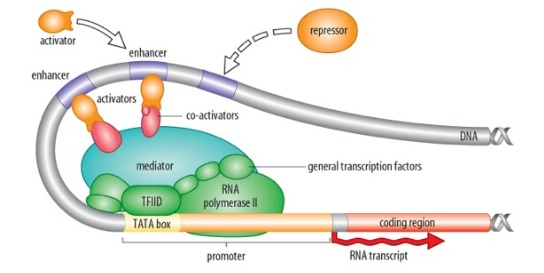 activator
enhancer
repressor
enhancer
activators
co-activators
DNA
mediator
general transcription factors
TFIID
RNA
polymerase II
TATA box
coding region
promoter
RNA transcript